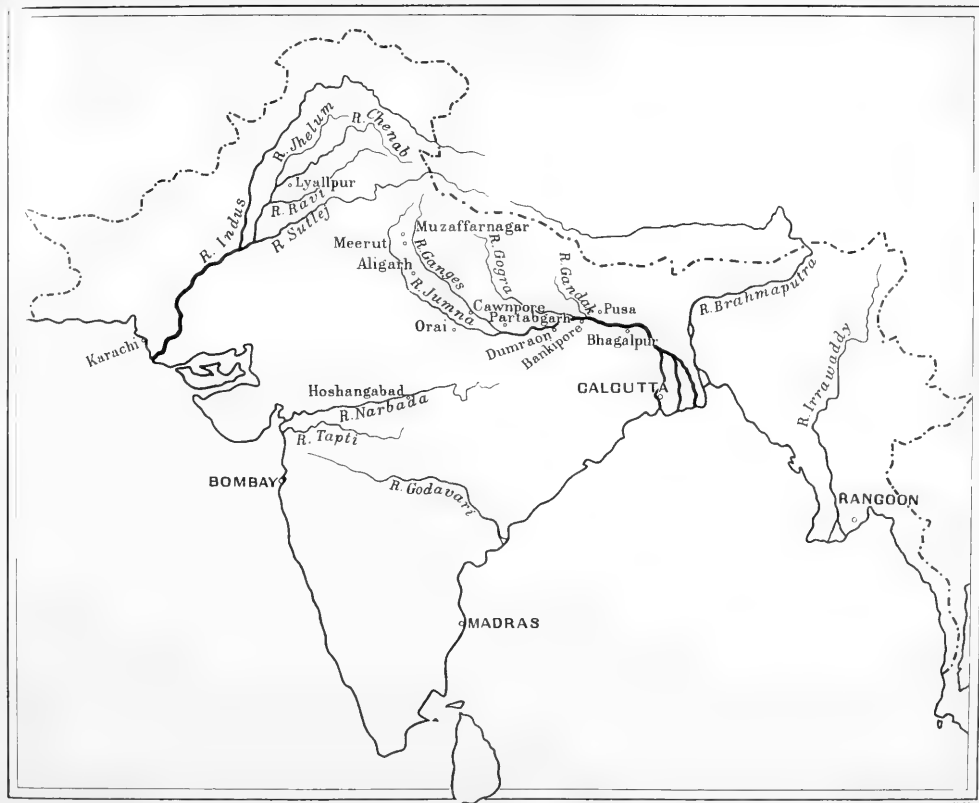 R. Jhelum
R. Chenab
Lyallpur
R. Ravi
R. Indus
R Sutlej
Muzaffarnagar
Meerut
Aligarh
R. Ganges
R. Gogra
R. Gandak
R. Jumna
Cawnpore
Partabgarh
Pusa
R. Brahmaputra
Orai
Dumraon
Bankipore
Bhagalpur
Karachi
CALCUTTA
R. Irrawaddy
Hoshangabad
R. Narbada
R. Tapti
BOMBAY
R. Godavari
RANGOON
MADRAS